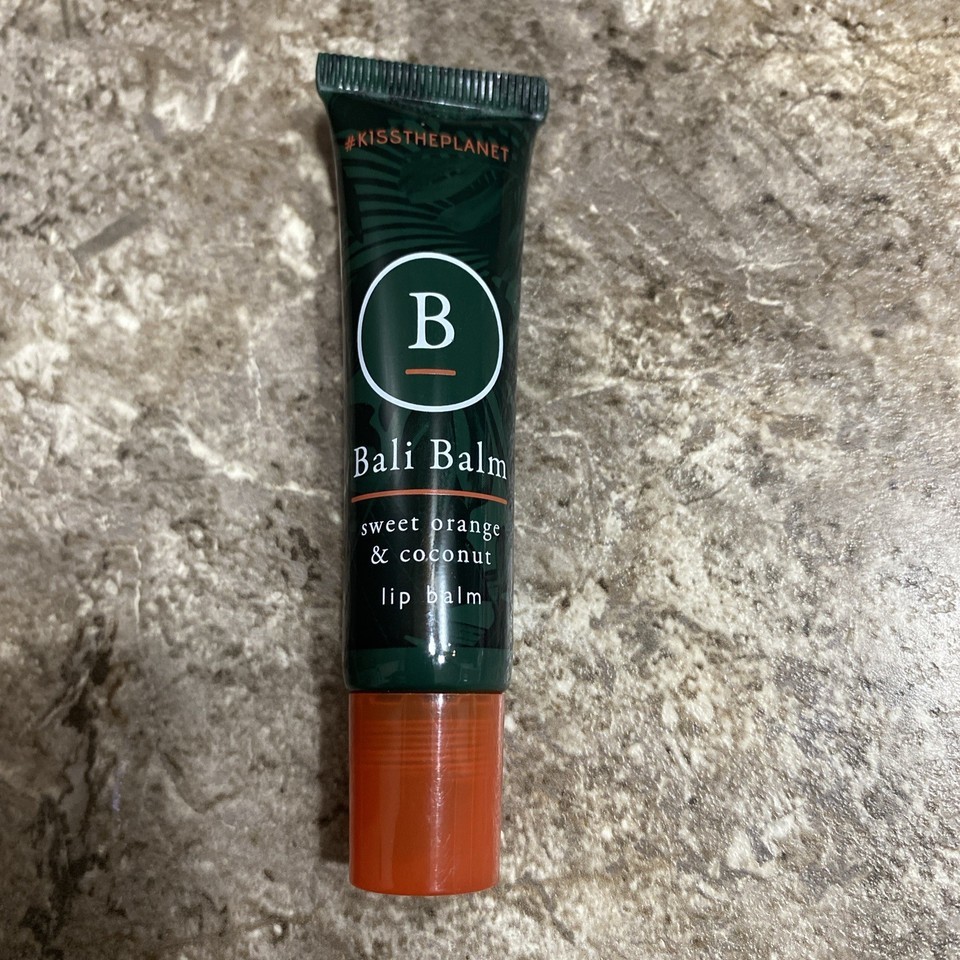 #KISSTHEPLANET
B
Bali Balm
sweet orange
& coconut
lip balm